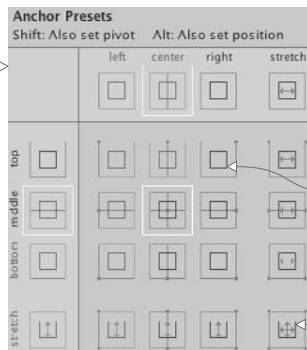 Anchor Presets
Shift: Also set pivot Alt: Also set position
left center right stretch
top
middle
bottom
stretch